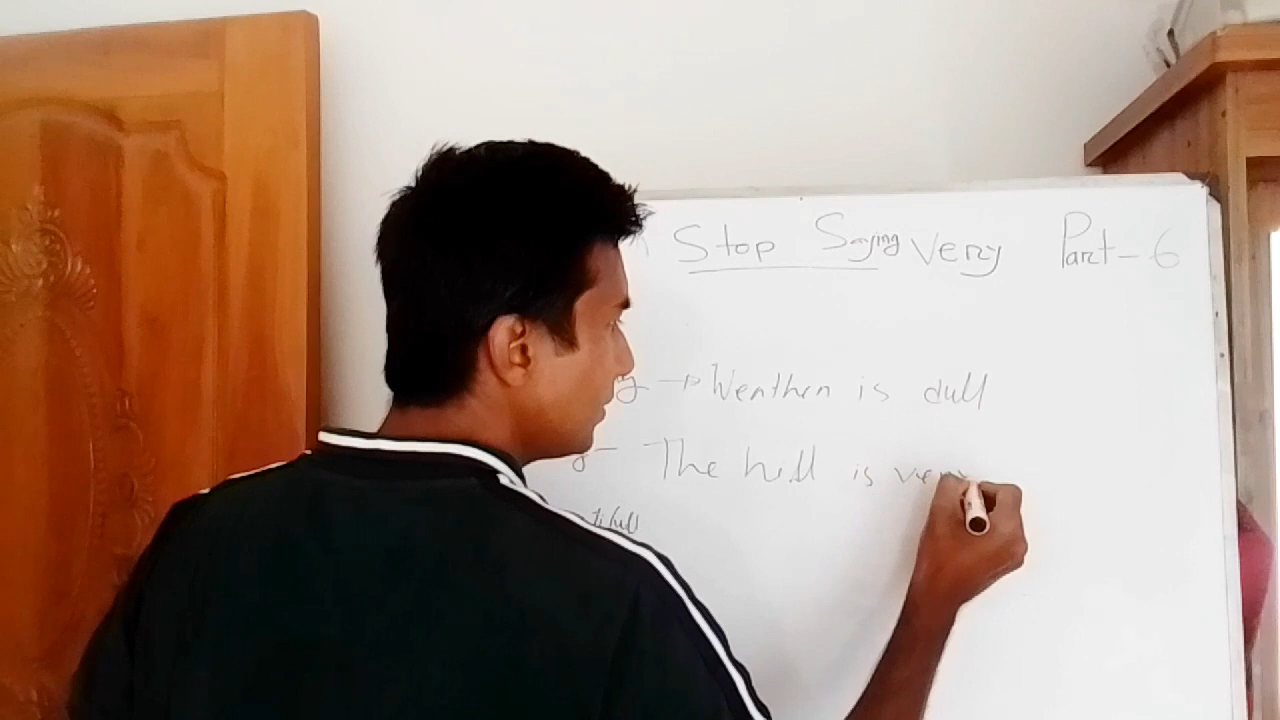 Stop Saying Very Part-6
y → Weather is dull
The hill is very